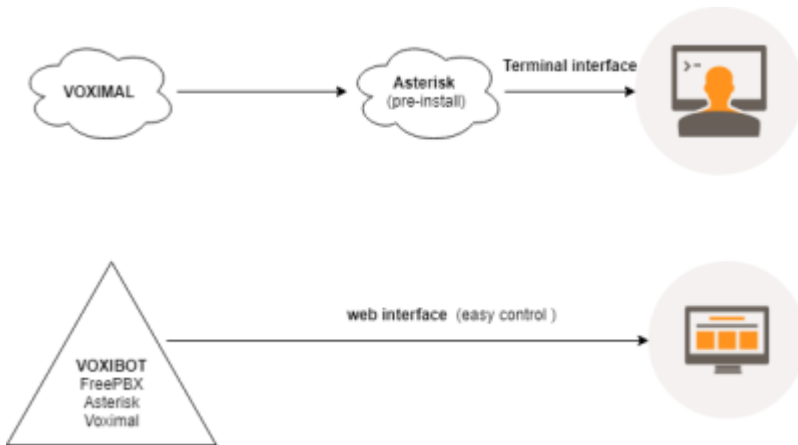 VOXIMAL
Asterisk
(pre-install)
Terminal interface
>-
web interface (easy control )
VOXIBOT
FreePBX
Asterisk
Voximal